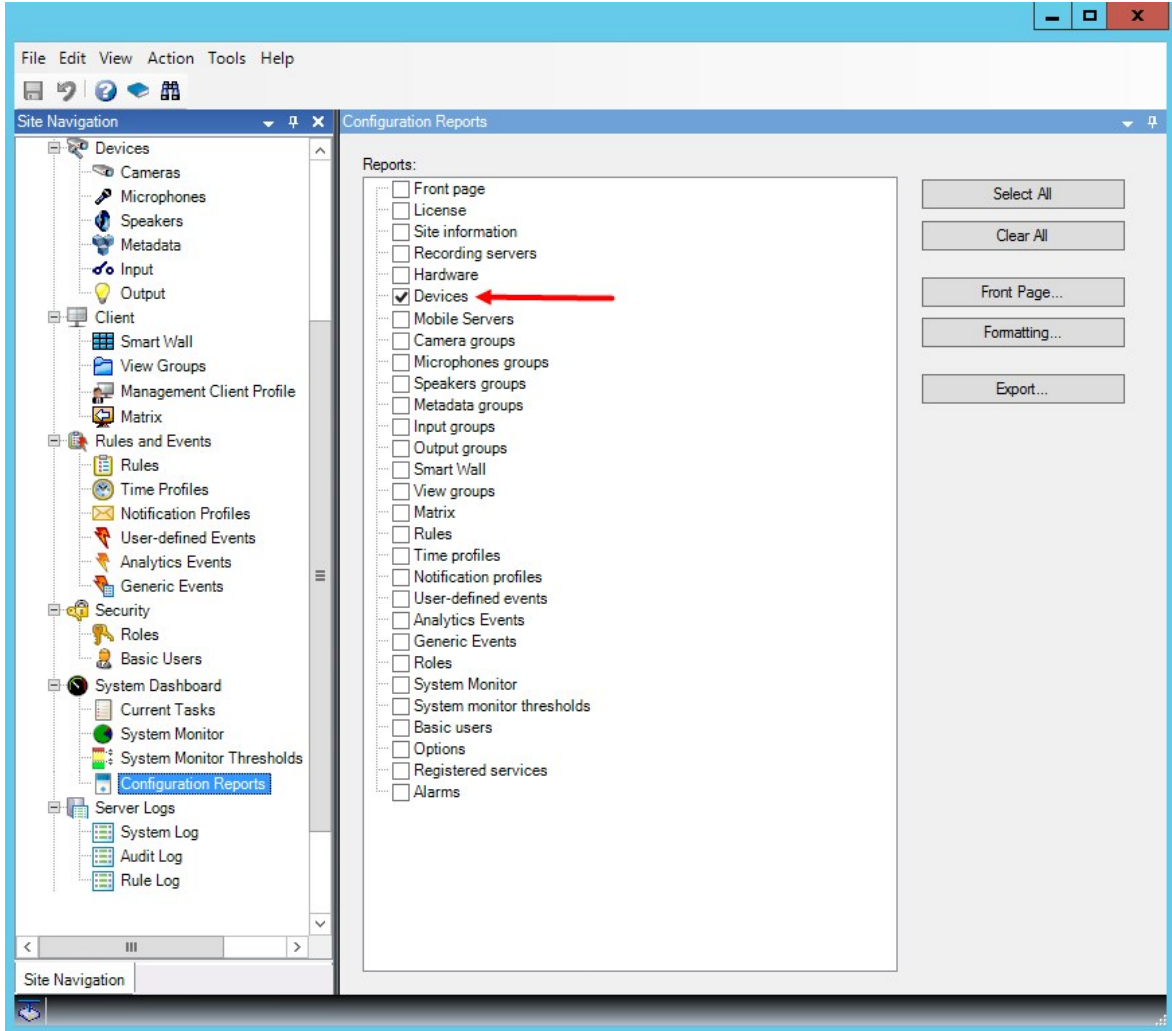 File Edit View Action Tools Help
Site Navigation
Devices
Cameras
Microphones
Speakers
Metadata
Input
Output
Client
Smart Wall
View Groups
Management Client Profile
Matrix
Rules and Events
Rules
Time Profiles
Notification Profiles
User-defined Events
Analytics Events
Generic Events
Security
Roles
Basic Users
System Dashboard
Current Tasks
System Monitor
System Monitor Thresholds
Configuration Reports
Server Logs
System Log
Audit Log
Rule Log
Site Navigation
Configuration Reports
Reports:
Front page
License
Site information
Recording servers
Hardware
Devices
Mobile Servers
Camera groups
Microphones groups
Speakers groups
Metadata groups
Input groups
Output groups
Smart Wall
View groups
Matrix
Rules
Time profiles
Notification profiles
User-defined events
Analytics Events
Generic Events
Roles
System Monitor
System monitor thresholds
Basic users
Options
Registered services
Alarms
Select All
Clear All
Front Page...
Formatting...
Export...